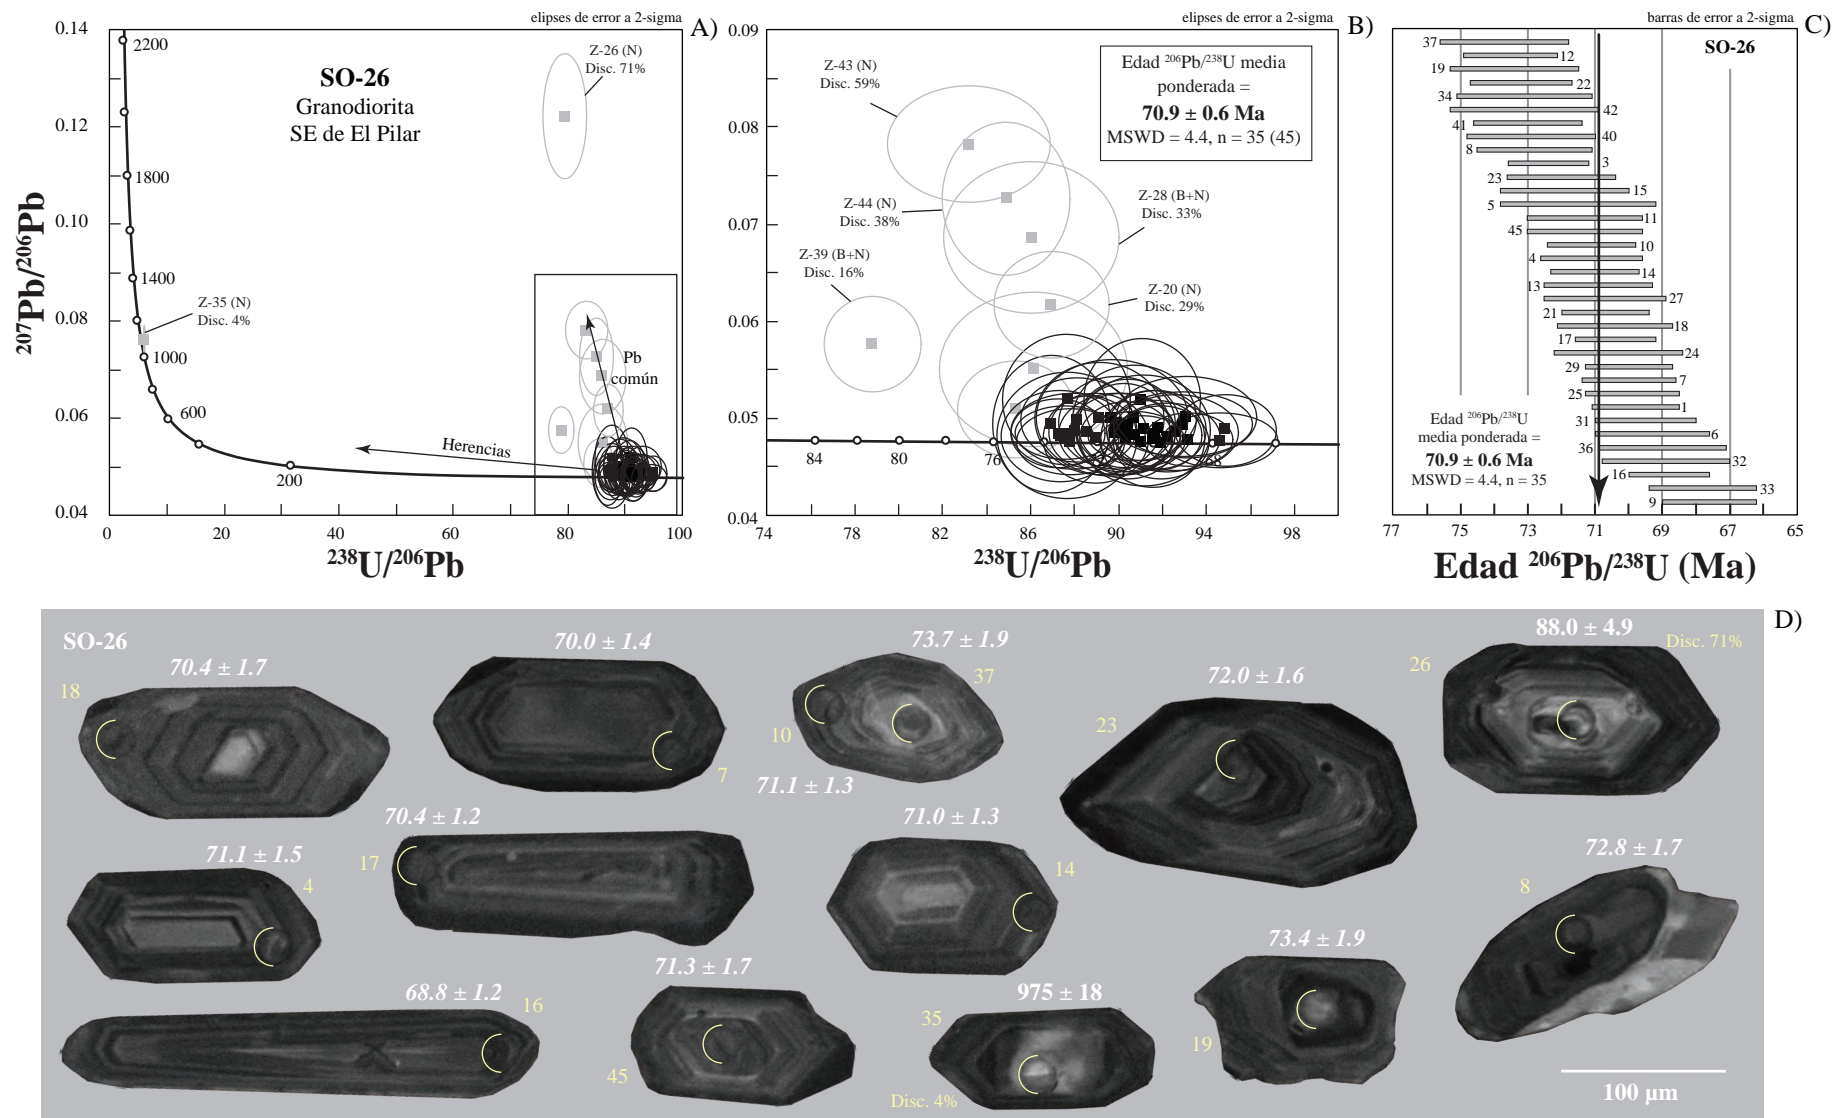 elipses de error a 2-sigma
A)
0.14
0.12
0.10
0.08
0.06
0.04
207Pb/206Pb
2200
1800
1400
1000
600
200
SO-26
Granodiorita
SE de El Pilar
Z-26 (N)
Disc. 71%
Z-35 (N)
Disc. 4%
Pb
común
Herencias
0
20
40
60
80
100
238U/206Pb
elipses de error a 2-sigma
B)
0.09
0.08
0.07
0.06
0.05
0.04
Z-43 (N)
Disc. 59%
Edad 206Pb/238U media
ponderada =
70.9 ± 0.6 Ma
MSWD = 4.4, n = 35 (45)
Z-44 (N)
Disc. 38%
Z-28 (B+N)
Disc. 33%
Z-39 (B+N)
Disc. 16%
Z-20 (N)
Disc. 29%
84
80
76
68
74
78
82
86
90
94
98
238U/206Pb
barras de error a 2-sigma
C)
SO-26
37
12
19
22
34
42
41
40
8
3
23
15
5
11
45
10
4
14
13
27
21
18
17
24
29
7
25
1
31
6
36
32
16
33
9
Edad 206Pb/238U
media ponderada =
70.9 ± 0.6 Ma
MSWD = 4.4, n = 35
77
75
73
71
69
67
65
Edad 206Pb/238U (Ma)
D)
SO-26
70.4 ± 1.7
18
70.0 ± 1.4
7
73.7 ± 1.9
37
10
71.1 ± 1.3
72.0 ± 1.6
23
88.0 ± 4.9
Disc. 71%
26
71.1 ± 1.5
4
70.4 ± 1.2
17
71.0 ± 1.3
14
72.8 ± 1.7
8
68.8 ± 1.2
16
71.3 ± 1.7
45
975 ± 18
35
Disc. 4%
73.4 ± 1.9
19
100 µm